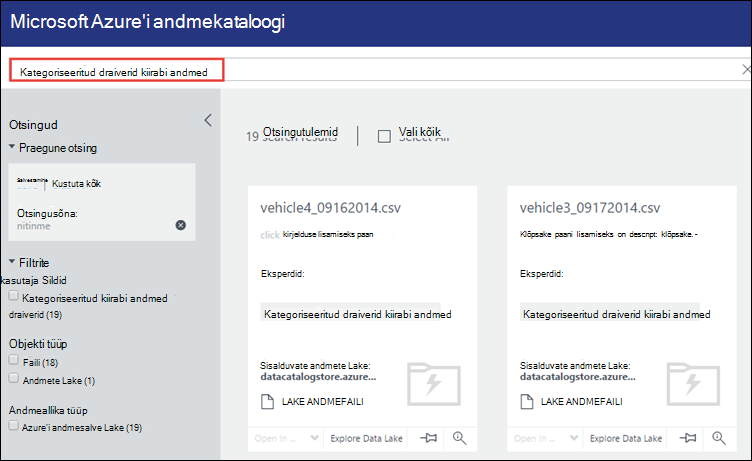 Microsoft Azure'i andmekataloogi
Kategoriseeritud draiverid kiirabi andmed
Otsingud
Praegune otsing
Salvestamine
Kustuta kõik
Otsingusõna:
nitinme
Filtrite
kasutaja Sildid
Kategoriseeritud kiirabi andmed
draiverid (19)
Objekti tüüp
Faili (18)
Andmete Lake (1)
Andmeallika tüüp
Azure'i andmesalve Lake (19)
19 Otsingutulemid
Vali kõik
vehicle4_09162014.csv
click kirjelduse lisamiseks paan
Eksperdid:
Kategoriseeritud draiverid kiirabi andmed
Sisalduvate andmete Lake:
datacatalogstore.azure...
LAKE ANDMEFAILI
Open In ...
Explore Data Lake
vehicle3_09172014.csv
Klõpsake paani lisamiseks on descnpt: klõpsake.-
Eksperdid:
Kategoriseeritud draiverid kiirabi andmed
Sisalduvate andmete Lake:
datacatalogstore.azure...
LAKE ANDMEFAILI
Open In ...
Explore Data Lake